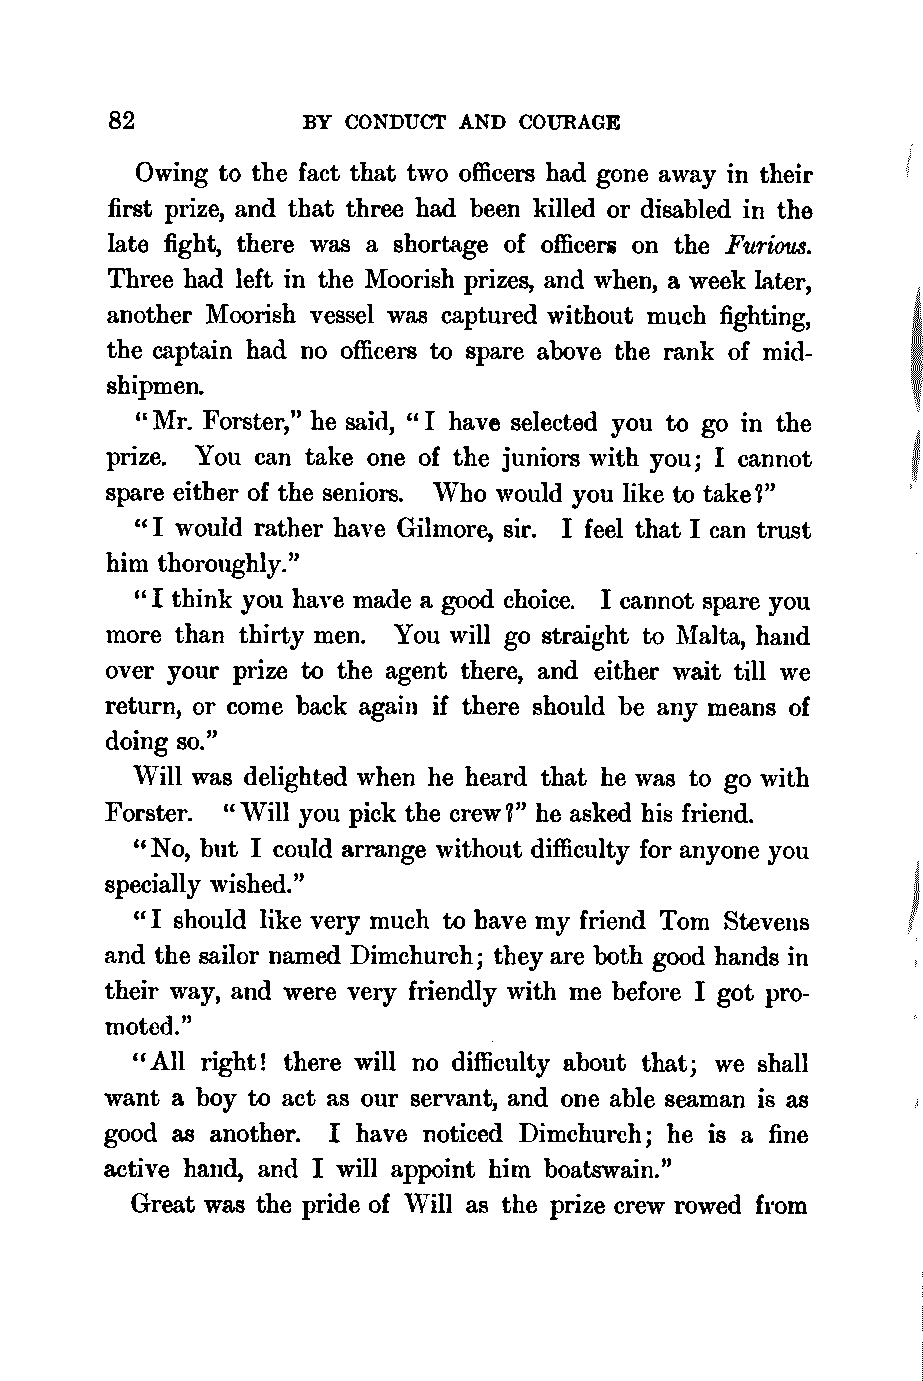 82 BY CONDUCT AND COURAGE
Owing to the fact that two officers had gone away in their
first prize, and that three had been killed or disabled in the
late fight, there was a shortage of officers on the Furious.
Three had left in the Moorish prizes, and when, a week later,
another Moorish vessel was captured without much fighting,
the captain had no officers to spare above the rank of mid-
shipmen.
"Mr. Forster," he said, "I have selected you to go in the
prize. You can take one of the juniors with you; I cannot
spare either of the seniors. Who would you like to take?"
"I would rather have Gilmore, sir. I feel that I can trust
him thoroughly."
"I think you have made a good choice. I cannot spare you
more than thirty men. You will go straight to Malta, hand
over your prize to the agent there, and either wait till we
return, or come back again if there should be any means of
doing so."
Will was delighted when he heard that he was to go with
Forster. "Will you pick the crew?" he asked his friend.
"No, but I could arrange without difficulty for anyone you
specially wished."
"I should like very much to have my friend Tom Stevens
and the sailor named Dimchurch; they are both good hands in
their way, and were very friendly with me before I got pro-
moted."
"All right! there will no difficulty about that; we shall
want a boy to act as our servant, and one able seaman is as
good as another. I have noticed Dimchurch; he is a fine
active hand, and I will appoint him boatswain."
Great was the pride of Will as the prize crew rowed from